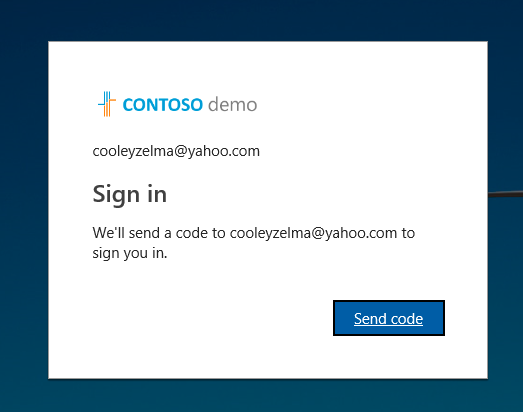 CONTOSO demo
cooleyzelma@yahoo.com
Sign in
We'll send a code to cooleyzelma@yahoo.com to
sign you in.
Send code